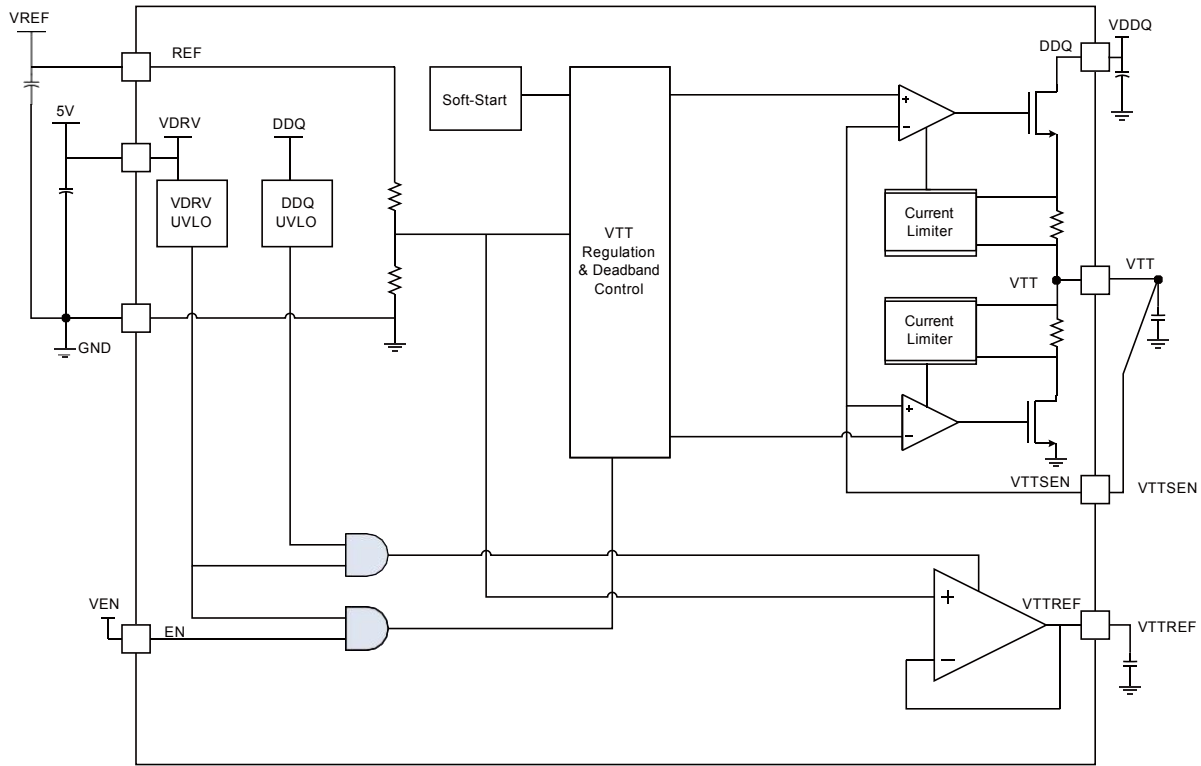 VREF
REF
5V
VDRV
DDQ
Soft-Start
DDQ
VDDQ
VDRV
UVLO
DDQ
UVLO
VTT
Regulation
& Deadband
Control
+
−
Current
Limiter
VTT
VTT
Current
Limiter
GND
+
−
VTTSEN
VTTSEN
VEN
EN
+
−
VTTREF
VTTREF